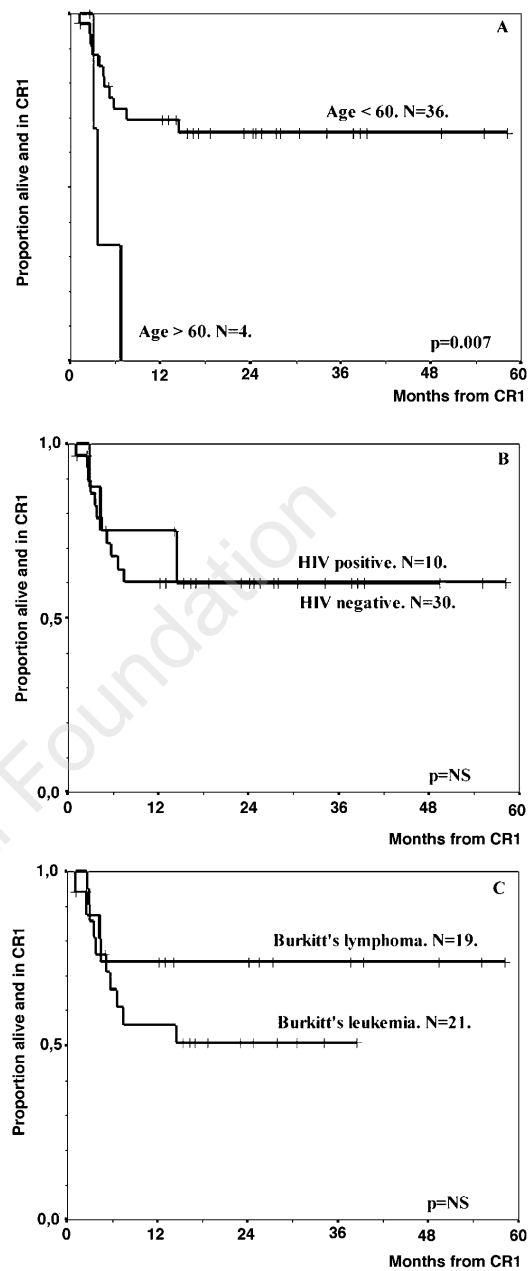 A
Proportion alive and in CR1
Age < 60. N=36.
Age > 60. N=4.
p=0.007
0 12 24 36 48 60
Months from CR1
B
Proportion alive and in CR1
1,0
0,5
0,0
HIV positive. N=10.
HIV negative. N=30.
p=NS
0 12 24 36 48 60
Months from CR1
C
Proportion alive and in CR1
1,0
0,5
0,0
Burkitt's lymphoma. N=19.
Burkitt's leukemia. N=21.
p=NS
0 12 24 36 48 60
Months from CR1
Foundation